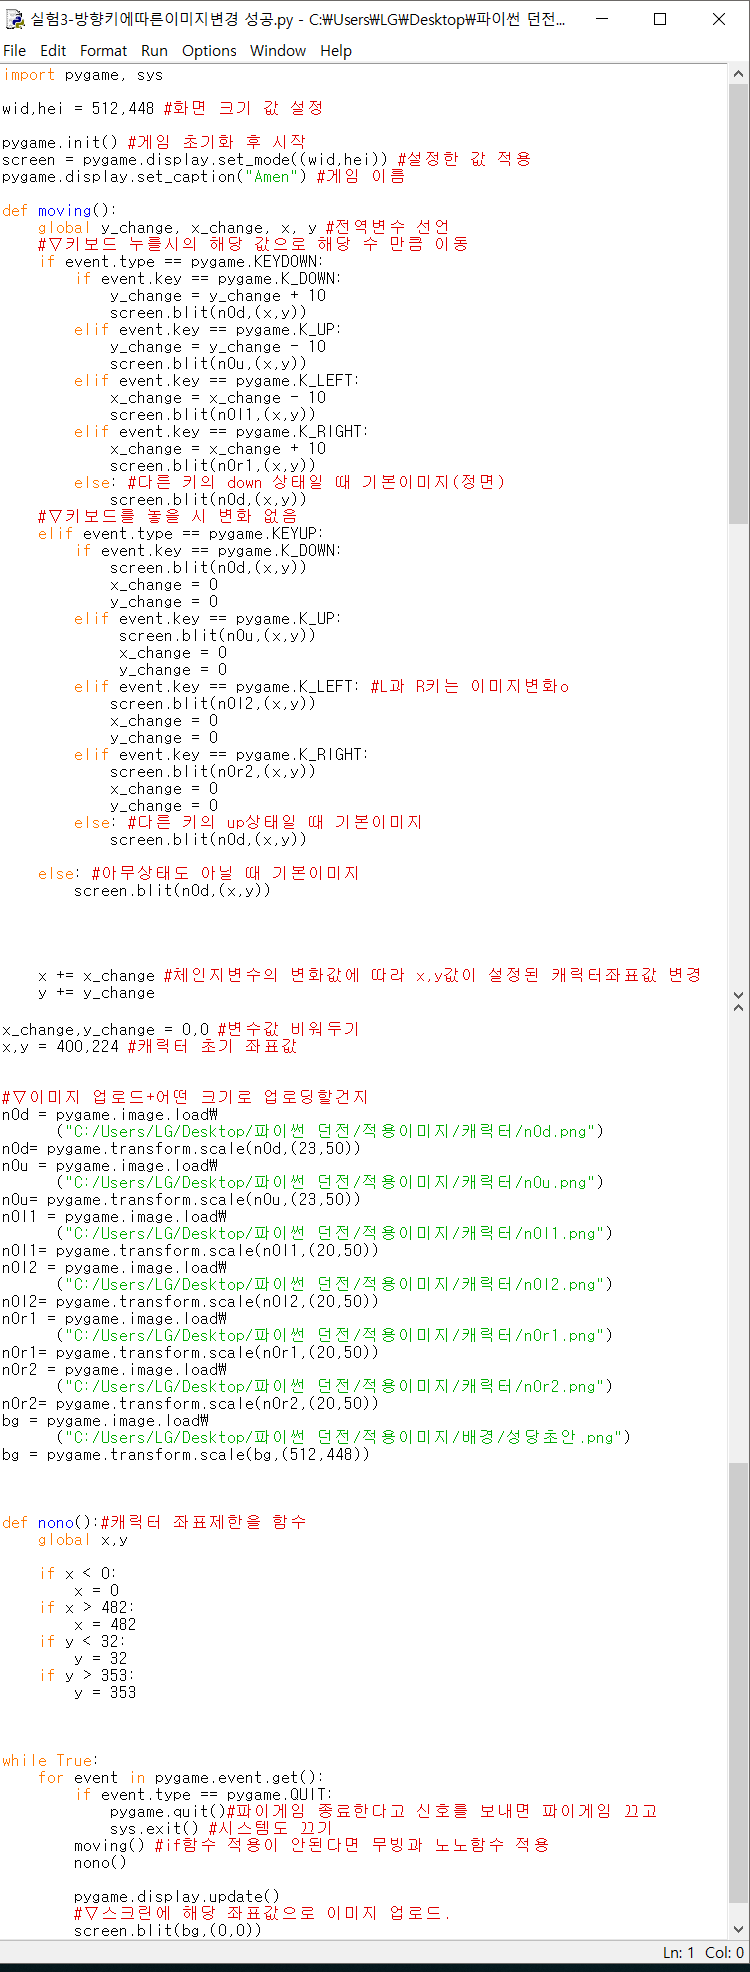 실험3-방향키에따른이미지변경 성공.py - C:₩Users₩LG₩Desktop₩파이썬 던전...
File Edit Format Run Options Window Help
import pygame, sys
wid,hei = 512,448 #화면 크기 값 설정
pygame.init() #게임 초기화 후 시작
screen = pygame.display.set_mode((wid,hei)) #설정한 값 적용
pygame.display.set_caption("Amen") #게임 이름
def moving():
    global y_change, x_change, x, y #전역변수 선언
    #▽키보드 누를시의 해당 값으로 해당 수 만큼 이동
    if event.type == pygame.KEYDOWN:
        if event.key == pygame.K_DOWN:
            y_change = y_change + 10
            screen.blit(n0d,(x,y))
        elif event.key == pygame.K_UP:
            y_change = y_change - 10
            screen.blit(n0u,(x,y))
        elif event.key == pygame.K_LEFT:
            x_change = x_change - 10
            screen.blit(n0l1,(x,y))
        elif event.key == pygame.K_RIGHT:
            x_change = x_change + 10
            screen.blit(n0r1,(x,y))
        else: #다른 키의 down 상태일 때 기본이미지(정면)
            screen.blit(n0d,(x,y))
    #▽키보드를 놓을 시 변화 없음
    elif event.type == pygame.KEYUP:
        if event.key == pygame.K_DOWN:
            screen.blit(n0d,(x,y))
            x_change = 0
            y_change = 0
        elif event.key == pygame.K_UP:
             screen.blit(n0u,(x,y))
             x_change = 0
             y_change = 0
        elif event.key == pygame.K_LEFT: #L과 R키는 이미지변화o
            screen.blit(n0l2,(x,y))
            x_change = 0
            y_change = 0
        elif event.key == pygame.K_RIGHT:
            screen.blit(n0r2,(x,y))
            x_change = 0
            y_change = 0
        else: #다른 키의 up상태일 때 기본이미지
            screen.blit(n0d,(x,y))
    else: #아무상태도 아닐 때 기본이미지
        screen.blit(n0d,(x,y))
    x += x_change #체인지변수의 변화값에 따라 x,y값이 설정된 캐릭터좌표값 변경
    y += y_change
x_change,y_change = 0,0 #변수값 비워두기
x,y = 400,224 #캐릭터 초기 좌표값
#▽이미지 업로드+어떤 크기로 업로딩할건지
n0d = pygame.image.load₩
      ("C:/Users/LG/Desktop/파이썬 던전/적용이미지/캐릭터/n0d.png")
n0d= pygame.transform.scale(n0d,(23,50))
n0u = pygame.image.load₩
      ("C:/Users/LG/Desktop/파이썬 던전/적용이미지/캐릭터/n0u.png")
n0u= pygame.transform.scale(n0u,(23,50))
n0l1 = pygame.image.load₩
      ("C:/Users/LG/Desktop/파이썬 던전/적용이미지/캐릭터/n0l1.png")
n0l1= pygame.transform.scale(n0l1,(20,50))
n0l2 = pygame.image.load₩
      ("C:/Users/LG/Desktop/파이썬 던전/적용이미지/캐릭터/n0l2.png")
n0l2= pygame.transform.scale(n0l2,(20,50))
n0r1 = pygame.image.load₩
      ("C:/Users/LG/Desktop/파이썬 던전/적용이미지/캐릭터/n0r1.png")
n0r1= pygame.transform.scale(n0r1,(20,50))
n0r2 = pygame.image.load₩
      ("C:/Users/LG/Desktop/파이썬 던전/적용이미지/캐릭터/n0r2.png")
n0r2= pygame.transform.scale(n0r2,(20,50))
bg = pygame.image.load₩
      ("C:/Users/LG/Desktop/파이썬 던전/적용이미지/배경/성당초안.png")
bg = pygame.transform.scale(bg,(512,448))
def nono():#캐릭터 좌표제한을 함수
    global x,y
    if x < 0:
        x = 0
    if x > 482:
        x = 482
    if y < 32:
        y = 32
    if y > 353:
        y = 353
while True:
    for event in pygame.event.get():
        if event.type == pygame.QUIT:
            pygame.quit()#파이게임 종료한다고 신호를 보내면 파이게임 끄고
            sys.exit() #시스템도 끄기
        moving() #if함수 적용이 안된다면 무빙과 노노함수 적용
        nono()
        pygame.display.update()
        #▽스크린에 해당 좌표값으로 이미지 업로드.
        screen.blit(bg,(0,0))
Ln: 1 Col: 0